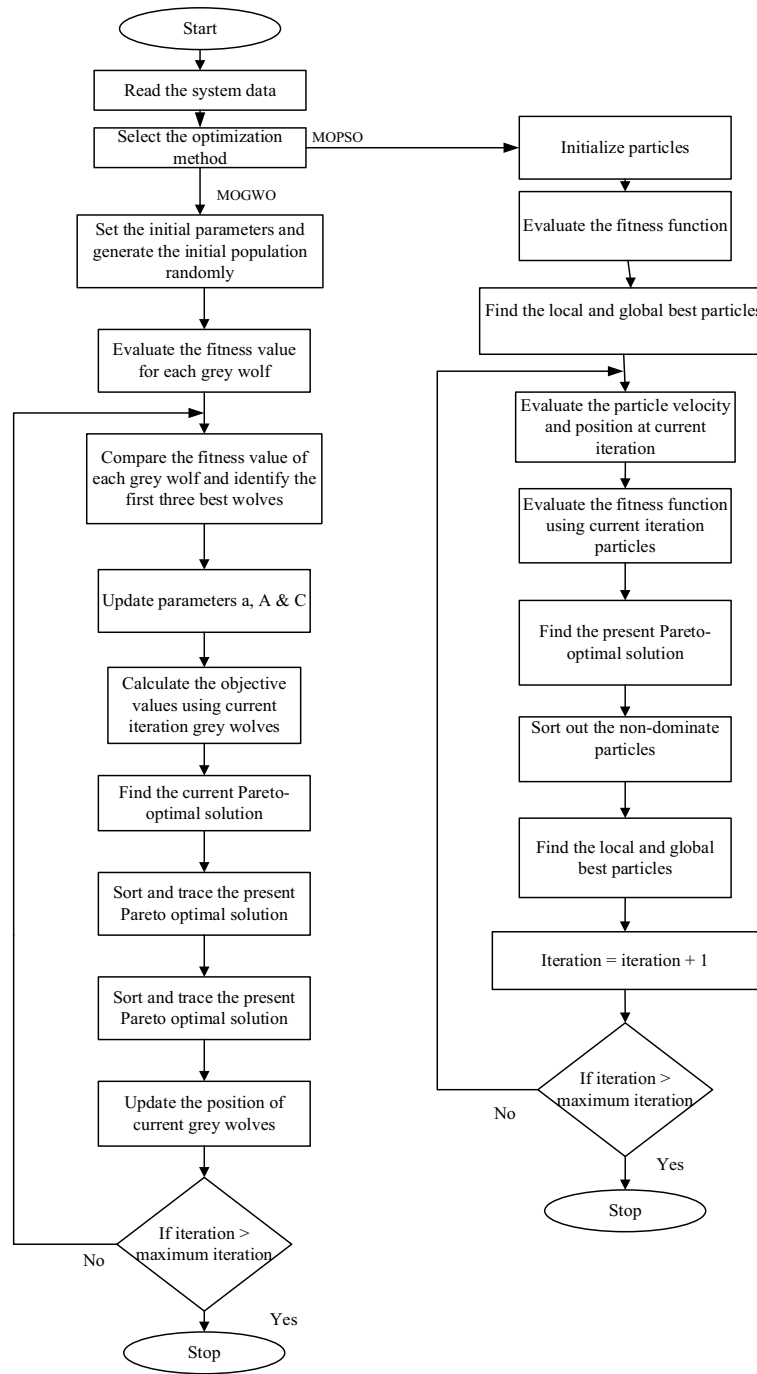 Start
Read the system data
Select the optimization
method
MOPSO
MOGWO
Set the initial parameters and
generate the initial population
randomly
Evaluate the fitness value
for each grey wolf
Compare the fitness value of
each grey wolf and identify the
first three best wolves
Update parameters a, A & C
Calculate the objective
values using current
iteration grey wolves
Find the current Pareto-
optimal solution
Sort and trace the present
Pareto optimal solution
Sort and trace the present
Pareto optimal solution
Update the position of
current grey wolves
If iteration >
maximum iteration
No
Yes
Stop
Initialize particles
Evaluate the fitness function
Find the local and global best particles
Evaluate the particle velocity
and position at current
iteration
Evaluate the fitness function
using current iteration
particles
Find the present Pareto-
optimal solution
Sort out the non-dominate
particles
Find the local and global
best particles
Iteration = iteration + 1
If iteration >
maximum iteration
No
Yes
Stop